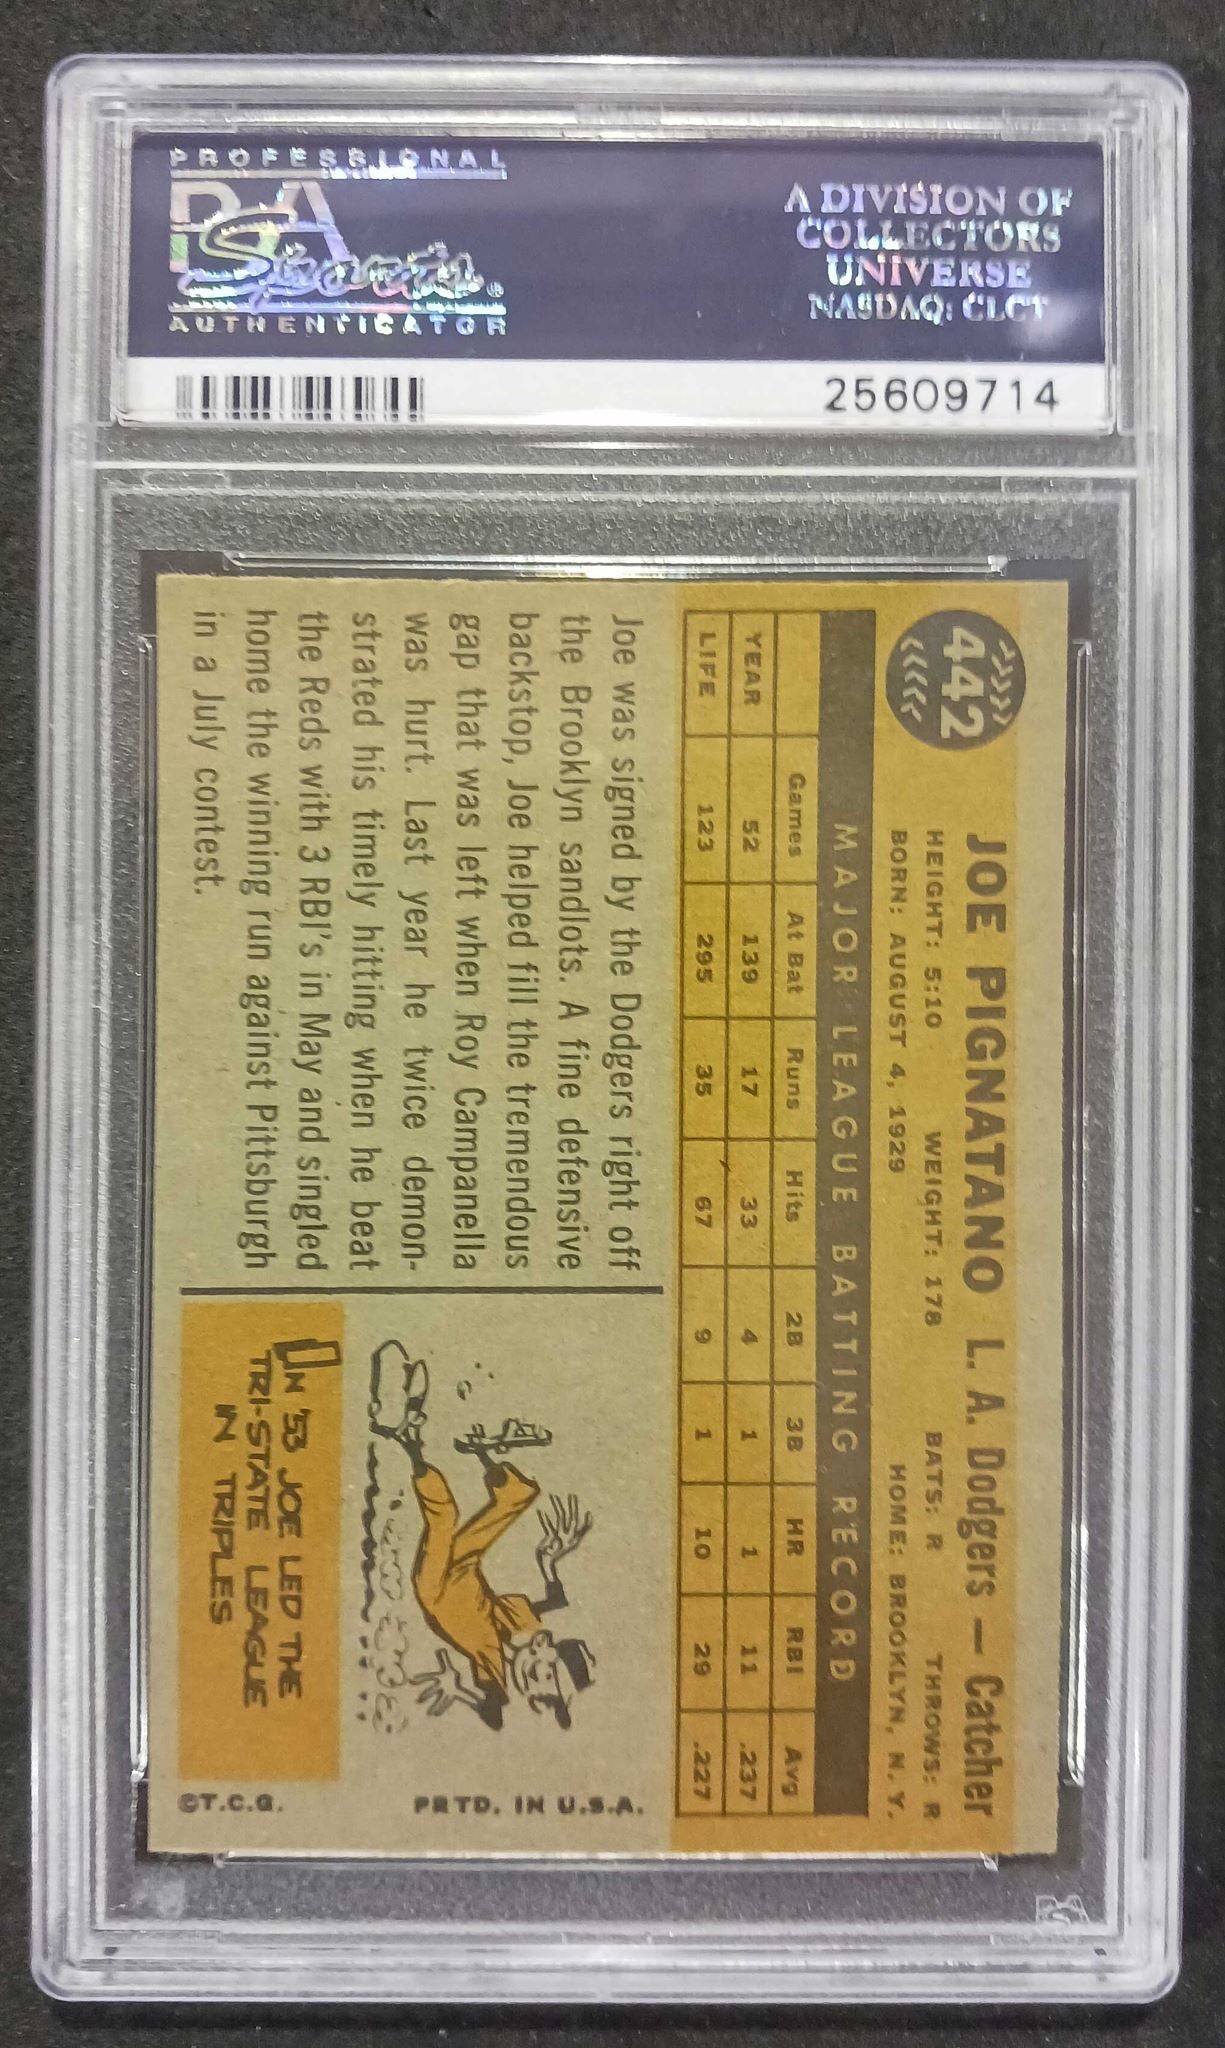 PROFESSIONAL
PSA
Sports
AUTHENTICATOR
A DIVISION OF
COLLECTORS
UNIVERSE
NASDAQ: CLCT
25609714
442
JOE PIGNATANO L. A. Dodgers — Catcher
HEIGHT: 5:10 WEIGHT: 178 BATS: R THROWS: R
BORN: AUGUST 4, 1929 HOME: BROOKLYN, N.Y.
MAJOR LEAGUE BATTING RECORD
Games At Bat Runs Hits 2B 3B HR RBI Avg
YEAR 52 139 17 33 4 1 1 11 .237
LIFE 123 295 35 67 9 1 10 29 .227
Joe was signed by the Dodgers right off
the Brooklyn sandlots. A fine defensive
backstop, Joe helped fill the tremendous
gap that was left when Roy Campanella
was hurt. Last year he twice demon-
strated his timely hitting when he beat
the Reds with 3 RBI's in May and singled
home the winning run against Pittsburgh
in a July contest.
IN '53 JOE LED THE
TRI-STATE LEAGUE
IN TRIPLES
PRTD. IN U.S.A.
©T.C.G.